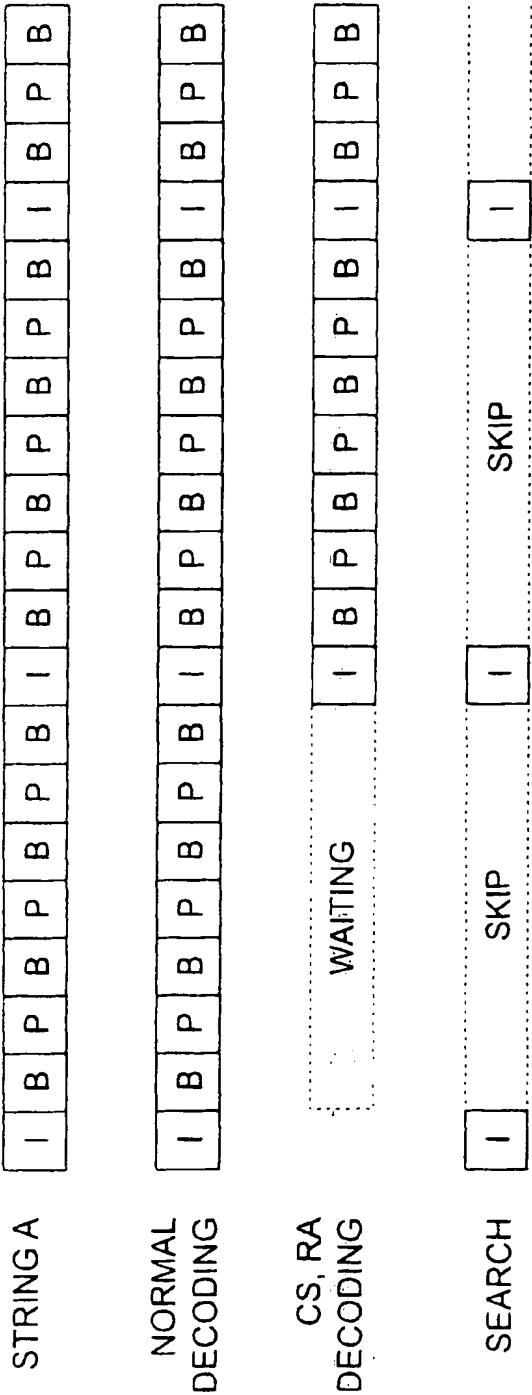 STRING A
I B P B P B P B I B P B P B P B I B P B
NORMAL
DECODING
I B P B P B P B I B P B P B P B I B P B
CS, RA
DECODING
WAITING I B P B P B P B I B P B
SEARCH
I SKIP I SKIP I